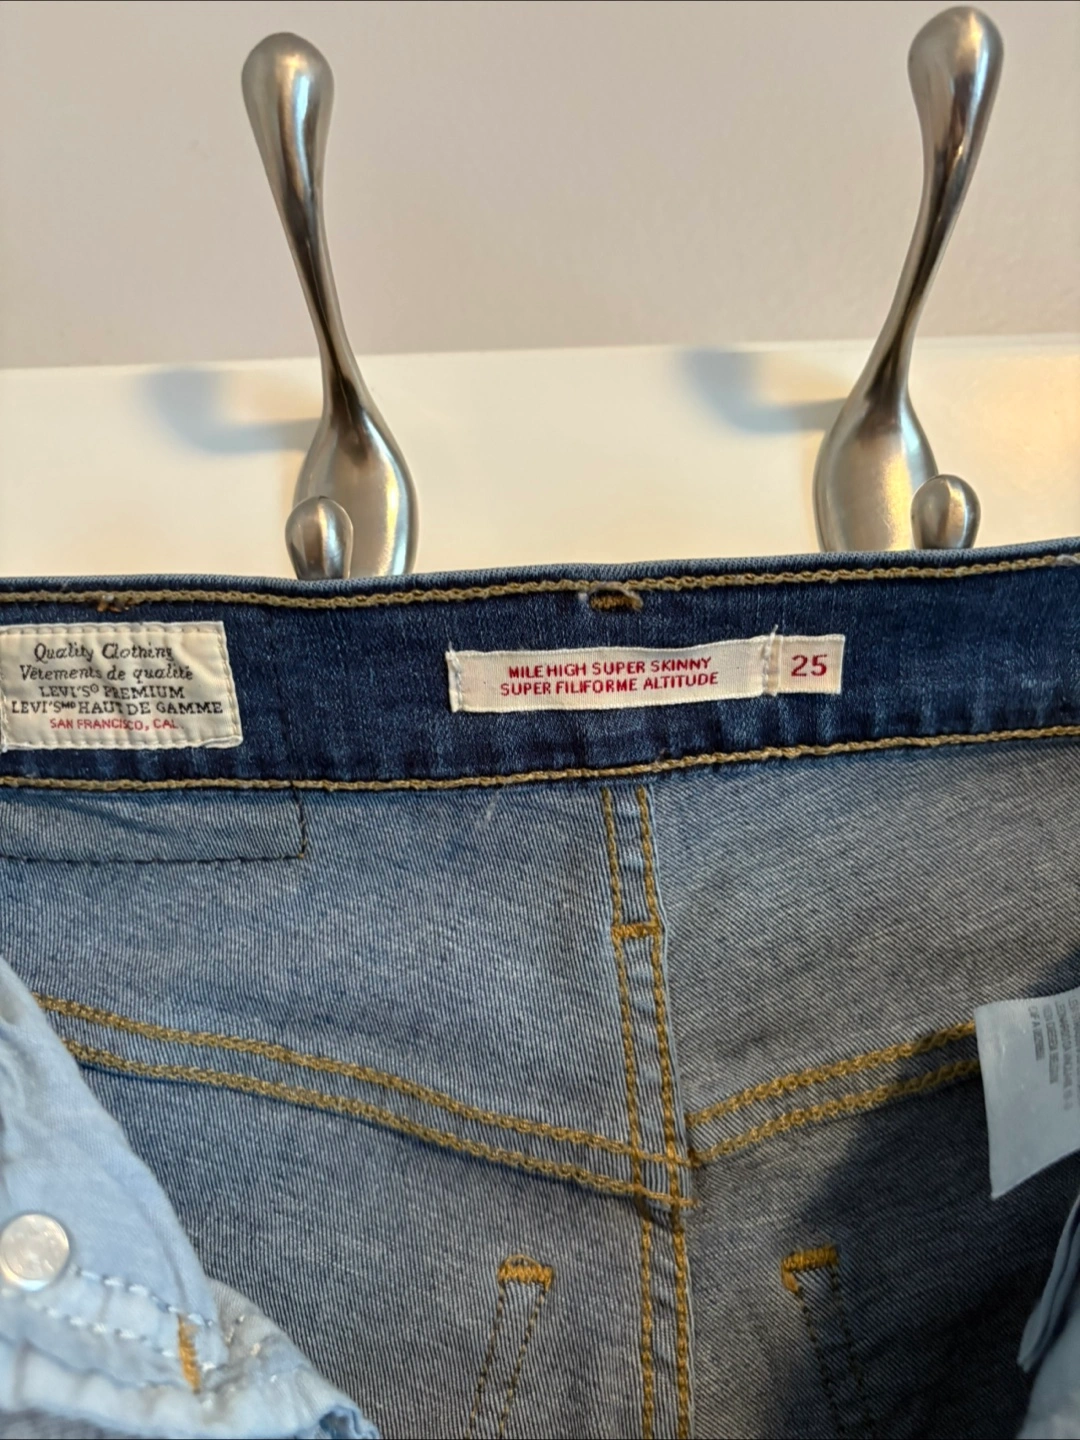 Quality Clothing
Vêtements de qualité
LEVI'S® PREMIUM
LEVI'S MD HAUT DE GAMME
SAN FRANCISCO, CAL.
MILE HIGH SUPER SKINNY
SUPER FILIFORME ALTITUDE
25